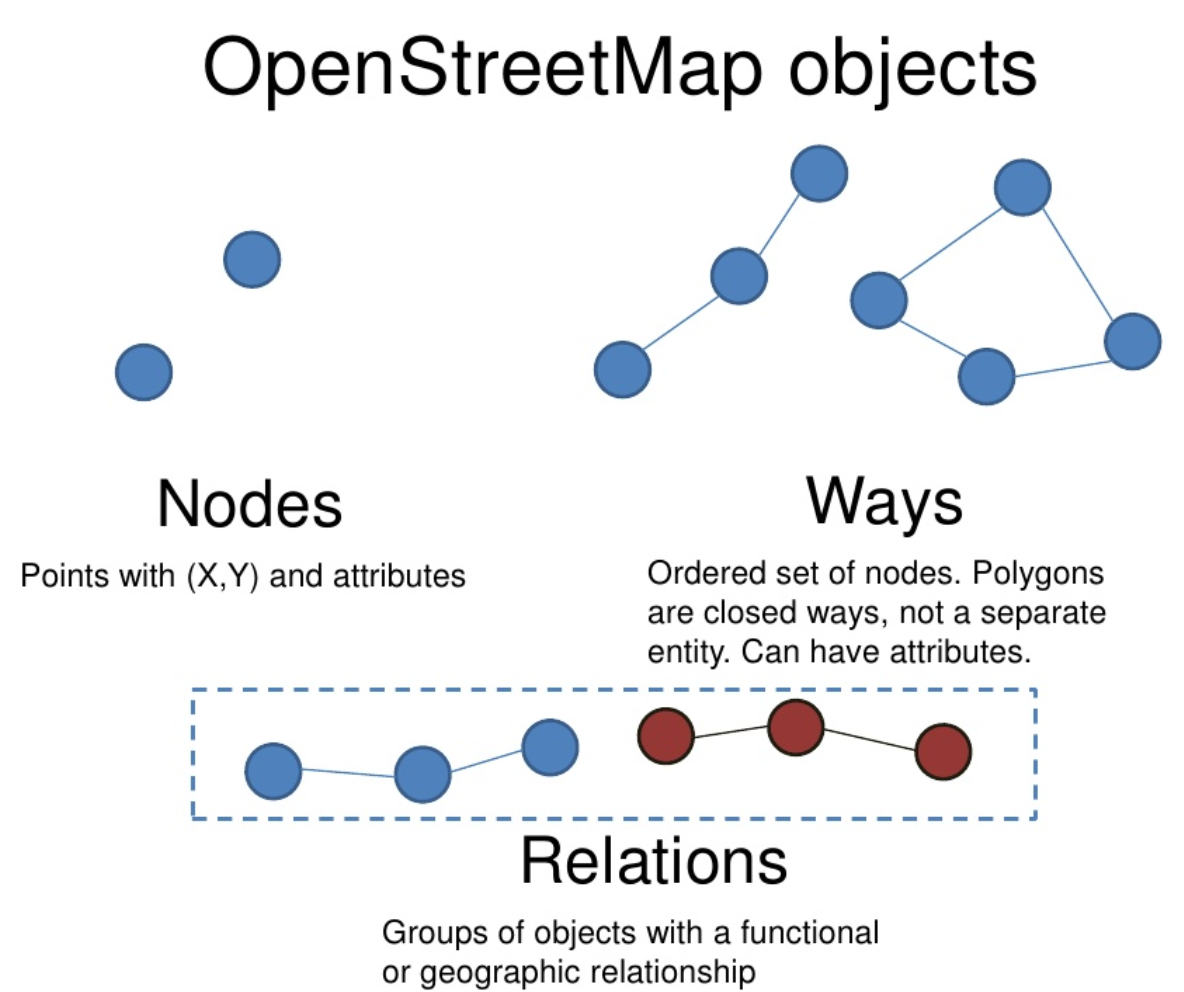 OpenStreetMap objects
Nodes
Points with (X,Y) and attributes
Ways
Ordered set of nodes. Polygons
are closed ways, not a separate
entity. Can have attributes.
Relations
Groups of objects with a functional
or geographic relationship